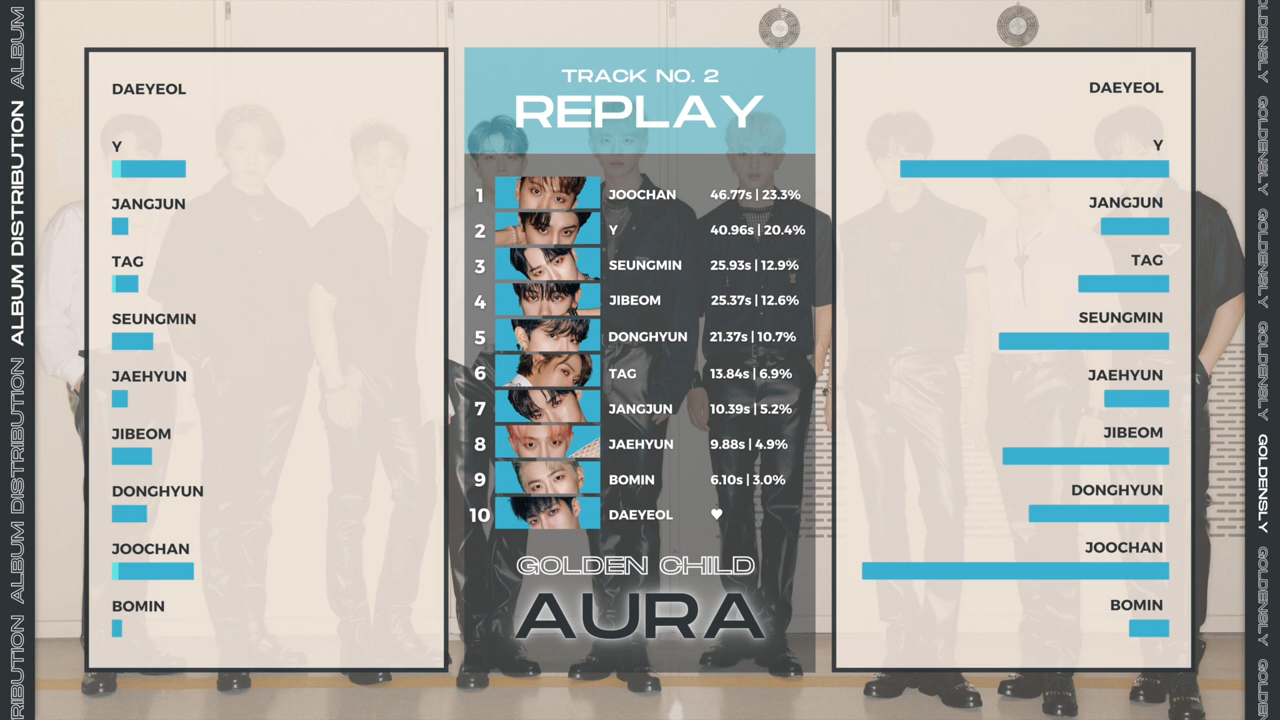 ALBUM DISTRIBUTION
ALBUM DISTRIBUTION
ALBUM
RIBUTION
DAEYEOL
Y
JANGJUN
TAG
SEUNGMIN
JAEHYUN
JIBEOM
DONGHYUN
JOOCHAN
BOMIN
TRACK NO. 2
REPLAY
1 JOOCHAN 46.77s | 23.3%
2 Y 40.96s | 20.4%
3 SEUNGMIN 25.93s | 12.9%
4 JIBEOM 25.37s | 12.6%
5 DONGHYUN 21.37s | 10.7%
6 TAG 13.84s | 6.9%
7 JANGJUN 10.39s | 5.2%
8 JAEHYUN 9.88s | 4.9%
9 BOMIN 6.10s | 3.0%
10 DAEYEOL ♥
GOLDEN CHILD
AURA
DAEYEOL
Y
JANGJUN
TAG
SEUNGMIN
JAEHYUN
JIBEOM
DONGHYUN
JOOCHAN
BOMIN
OLDENSLY
GOLDENSLY
GOLDENSLY
GOLDENSLY
GOLDENSLY
GOLDENSLY
GOLDEN